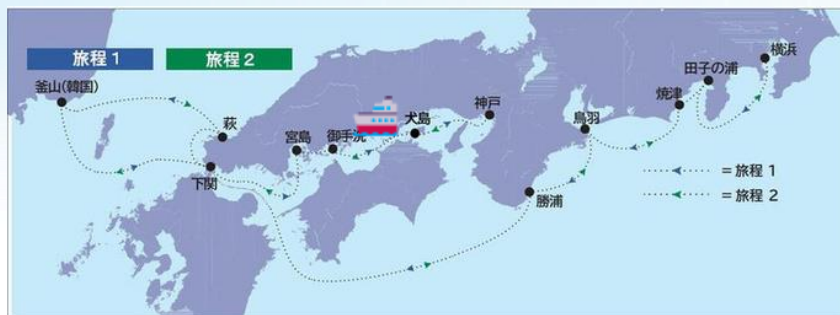 旅程1
旅程2
釜山(韓国)
萩
下関
宮島
御手洗
犬島
神戸
勝浦
鳥羽
焼津
田子の浦
横浜
=旅程1
=旅程2